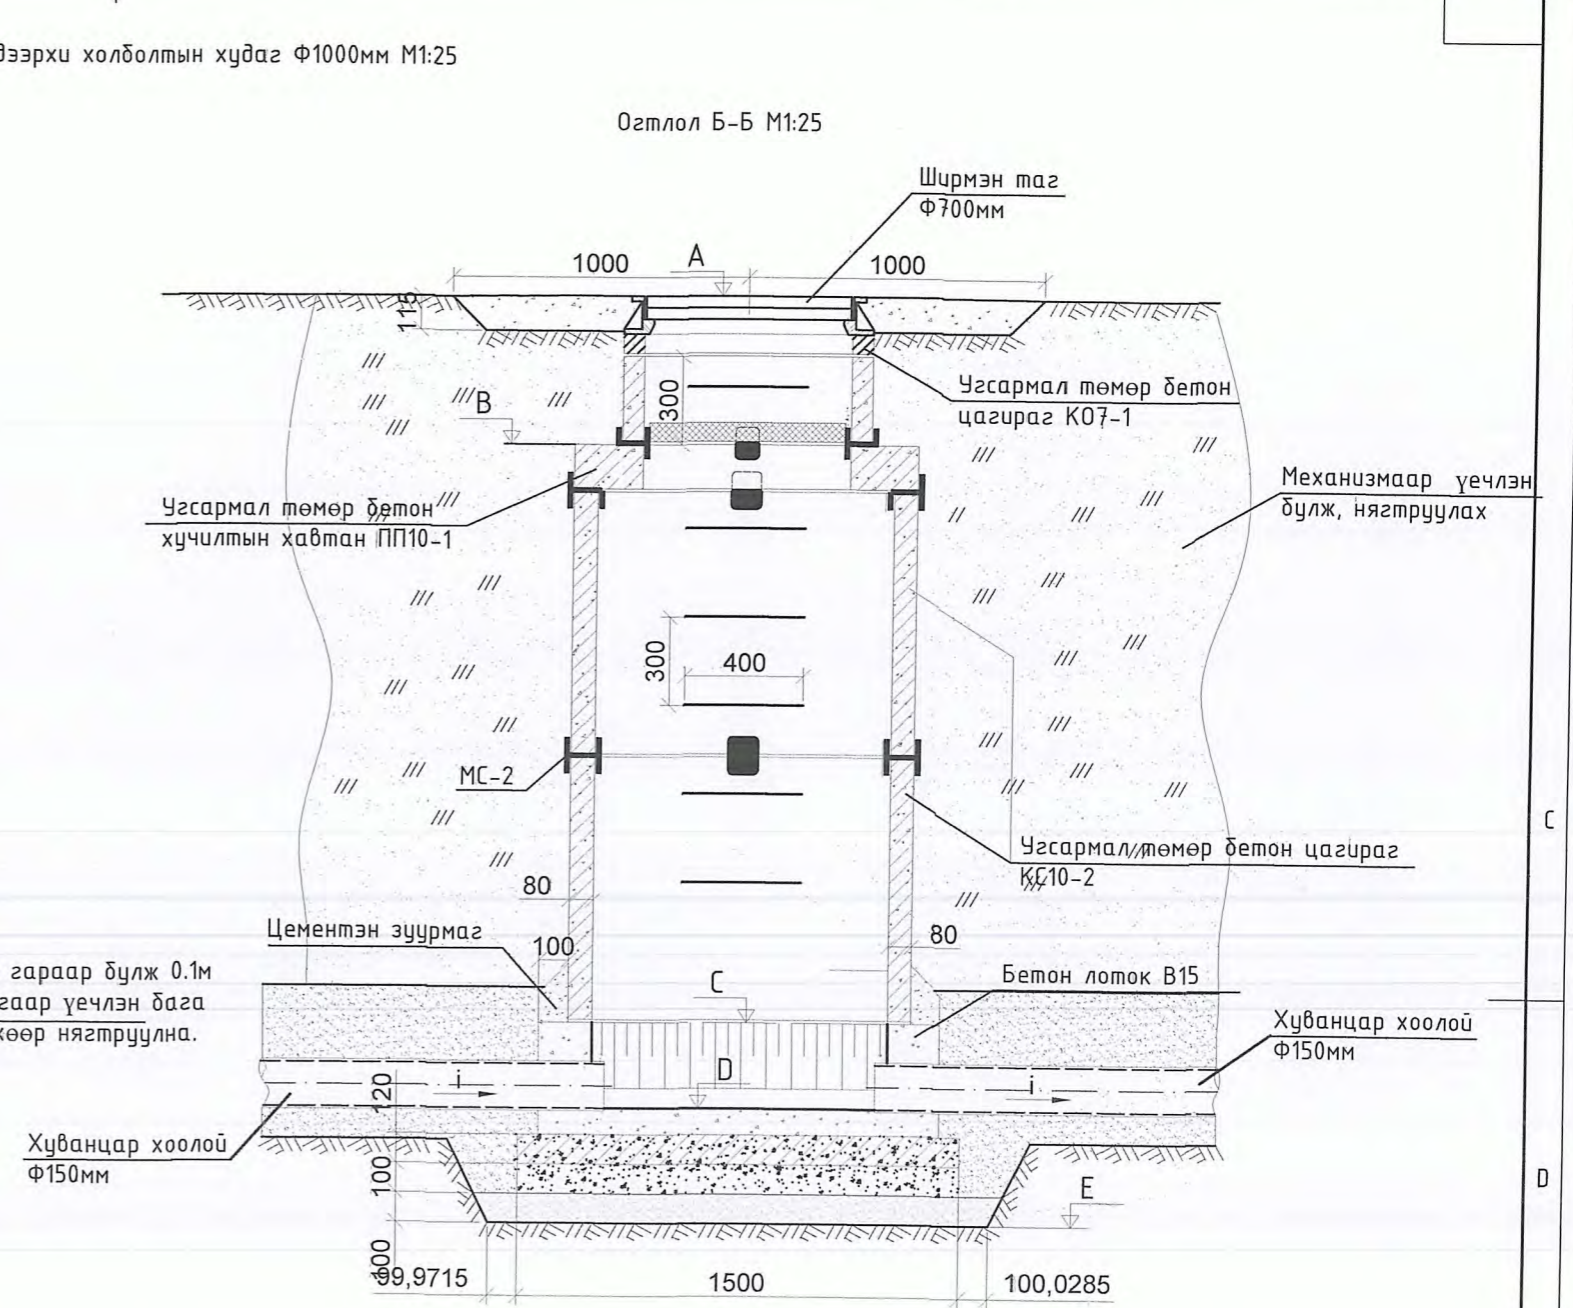 дээрхи холболтын худаг Ф1000мм М1:25
Огтлол Б-Б М1:25
Ширмэн таг
Ф700мм
1000
А
1000
115
300
В
Угсармал төмөр бетон
цагираг КО7-1
Механизмаар үечлэн
булж, нягтруулах
Угсармал төмөр бетон
хучилтын хавтан ПП10-1
300
400
МС-2
Угсармал төмөр бетон цагираг
КС10-2
80
80
Цементэн зуурмаг
100
гараар булж 0.1м
гаар үечлэн бага
хөөр нягтруулна.
С
Бетон лоток В15
Хуванцар хоолой
Ф150мм
i
D
i
120
Хуванцар хоолой
Ф150мм
100
E
100
99,9715
1500
100,0285
C
D